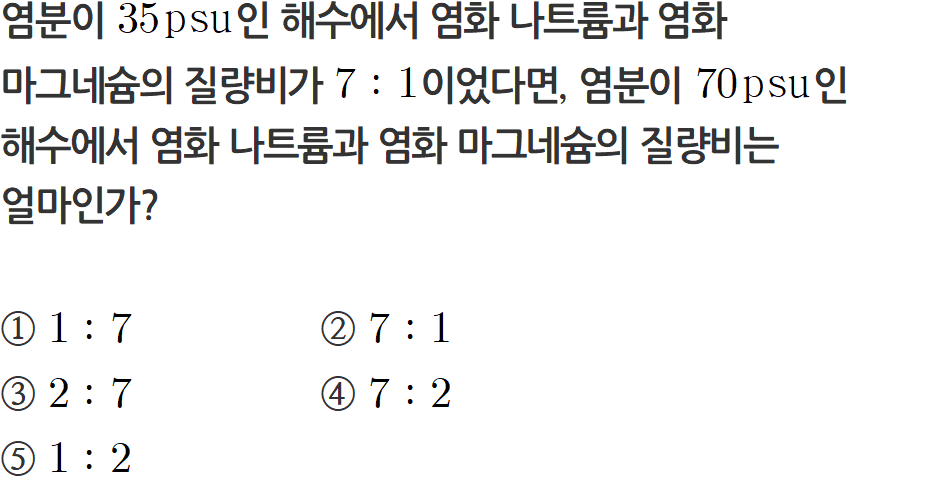 염분이 35psu인 해수에서 염화 나트륨과 염화
마그네슘의 질량비가 7 : 1이었다면, 염분이 70psu인
해수에서 염화 나트륨과 염화 마그네슘의 질량비는
얼마인가?
① 1 : 7 ② 7 : 1
③ 2 : 7 ④ 7 : 2
⑤ 1 : 2